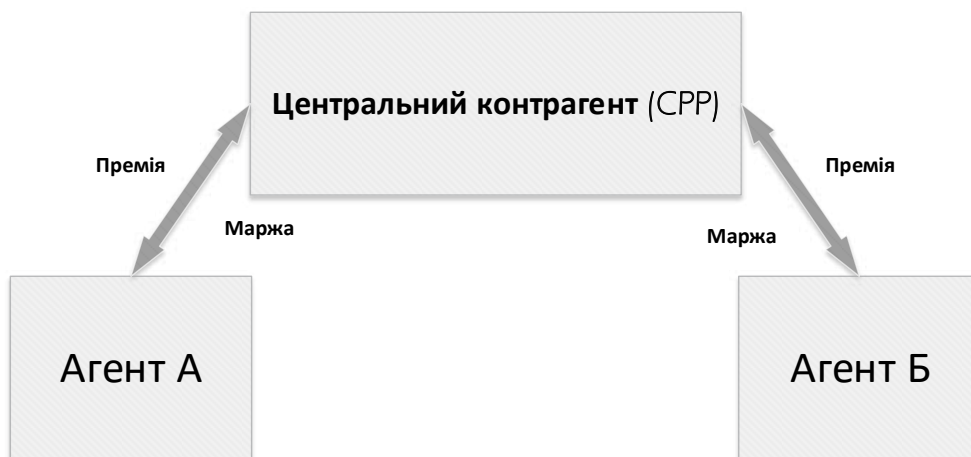 Центральний контрагент (CPP)
Премія
Премія
Маржа
Маржа
Агент А
Агент Б